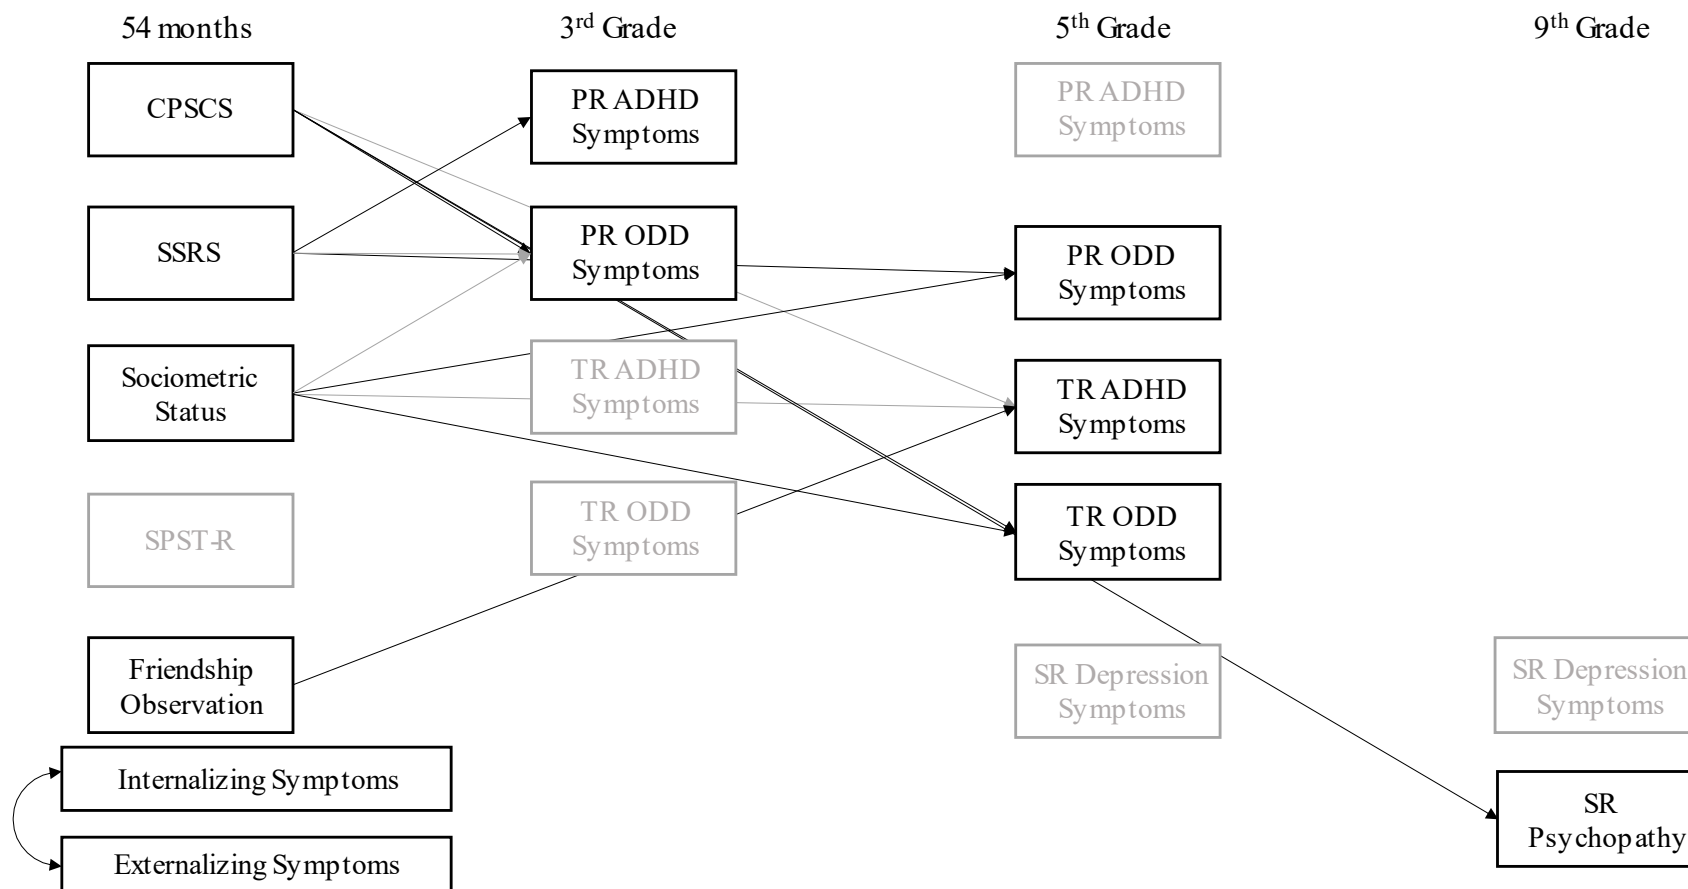 54 months
3rd Grade
5th Grade
9th Grade
CPSCS
PR ADHD
Symptoms
PR ADHD
Symptoms
SSRS
PR ODD
Symptoms
PR ODD
Symptoms
Sociometric
Status
TR ADHD
Symptoms
TR ADHD
Symptoms
SPST-R
TR ODD
Symptoms
TR ODD
Symptoms
Friendship
Observation
SR Depression
Symptoms
SR Depression
Symptoms
Internalizing Symptoms
Externalizing Symptoms
SR
Psychopathy